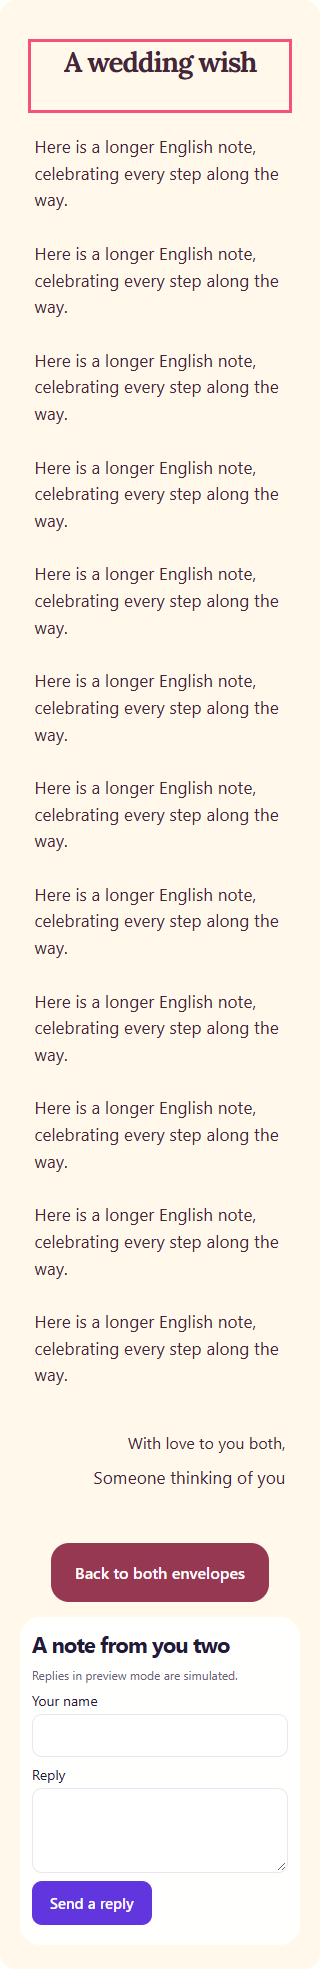 A wedding wish
Here is a longer English note,
celebrating every step along the
way.
Here is a longer English note,
celebrating every step along the
way.
Here is a longer English note,
celebrating every step along the
way.
Here is a longer English note,
celebrating every step along the
way.
Here is a longer English note,
celebrating every step along the
way.
Here is a longer English note,
celebrating every step along the
way.
Here is a longer English note,
celebrating every step along the
way.
Here is a longer English note,
celebrating every step along the
way.
Here is a longer English note,
celebrating every step along the
way.
Here is a longer English note,
celebrating every step along the
way.
Here is a longer English note,
celebrating every step along the
way.
Here is a longer English note,
celebrating every step along the
way.
With love to you both,
Someone thinking of you
Back to both envelopes
A note from you two
Replies in preview mode are simulated.
Your name
Reply
Send a reply